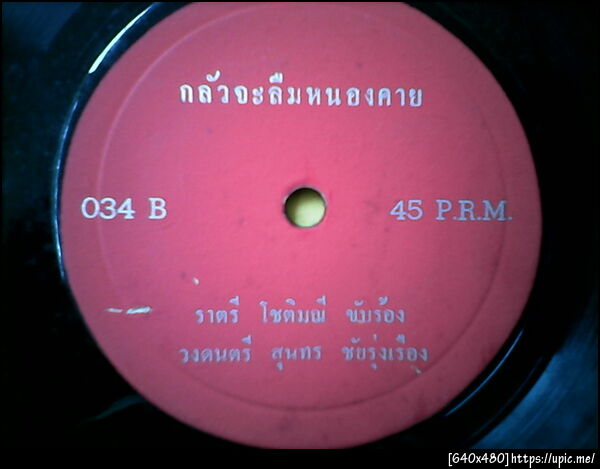 กลัวจะลืมหนองคาย
034 B
45 P.R.M.
ราตรี โชติมณี ขับร้อง
วงดนตรี สุนทร ชัยรุ่งเรือง
[640x480]https://upic.me/